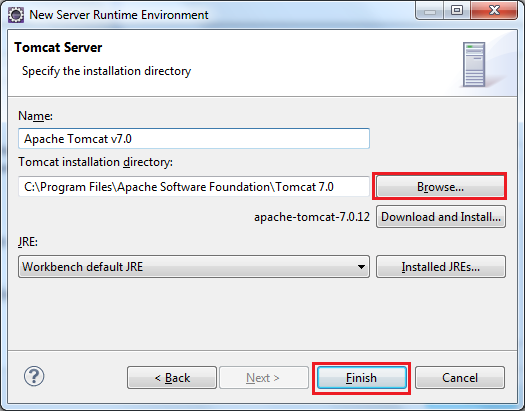 New Server Runtime Environment
Tomcat Server
Specify the installation directory
Name:
Apache Tomcat v7.0
Tomcat installation directory:
C:\Program Files\Apache Software Foundation\Tomcat 7.0
Browse...
apache-tomcat-7.0.12
Download and Install...
JRE:
Workbench default JRE
Installed JREs...
?
< Back
Next >
Finish
Cancel